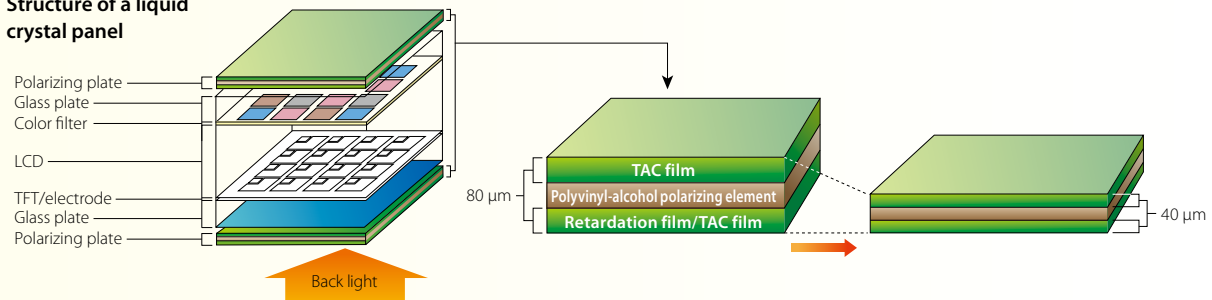 Structure of a liquid
crystal panel
Polarizing plate
Glass plate
Color filter
LCD
TFT/electrode
Glass plate
Polarizing plate
Back light
80 μm
TAC film
Polyvinyl-alcohol polarizing element
Retardation film/TAC film
40 μm